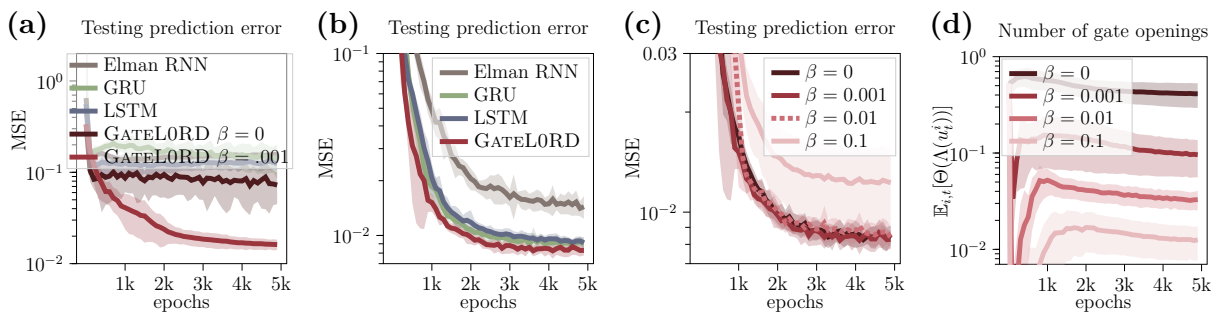 (a) Testing prediction error
MSE
10^0
10^{-1}
10^{-2}
Elman RNN
GRU
LSTM
GATEL0RD β = 0
GATEL0RD β = .001
1k 2k 3k 4k 5k
epochs
(b) Testing prediction error
MSE
10^{-1}
10^{-2}
Elman RNN
GRU
LSTM
GATEL0RD
1k 2k 3k 4k 5k
epochs
(c) Testing prediction error
MSE
0.03
10^{-2}
β = 0
β = 0.001
β = 0.01
β = 0.1
1k 2k 3k 4k 5k
epochs
(d) Number of gate openings
𝔼_{i,t}[Θ(Λ(u_t^i))]
10^0
10^{-1}
10^{-2}
β = 0
β = 0.001
β = 0.01
β = 0.1
1k 2k 3k 4k 5k
epochs